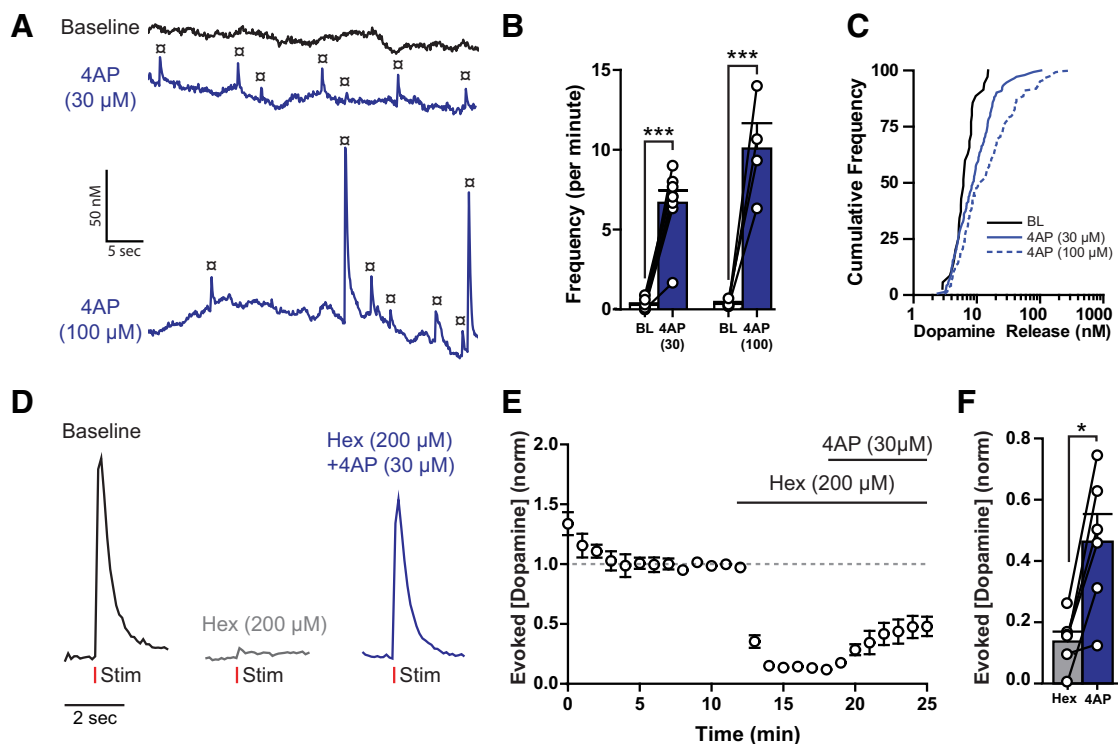 A
Baseline
4AP
(30 µM)
50 nM
5 sec
4AP
(100 µM)
B
Frequency (per minute)
15
10
5
0
***
***
BL 4AP BL 4AP
(30) (100)
C
Cumulative Frequency
100
75
50
25
0
BL
4AP (30 µM)
4AP (100 µM)
1 10 100 1000
Dopamine Release (nM)
D
Baseline
Hex (200 µM)
Hex (200 µM)
+4AP (30 µM)
Stim
Stim
Stim
2 sec
E
Evoked [Dopamine] (norm)
2.0
1.5
1.0
0.5
0.0
4AP (30µM)
Hex (200 µM)
0 5 10 15 20 25
Time (min)
F
Evoked [Dopamine] (norm)
0.8
0.6
0.4
0.2
0.0
*
Hex 4AP